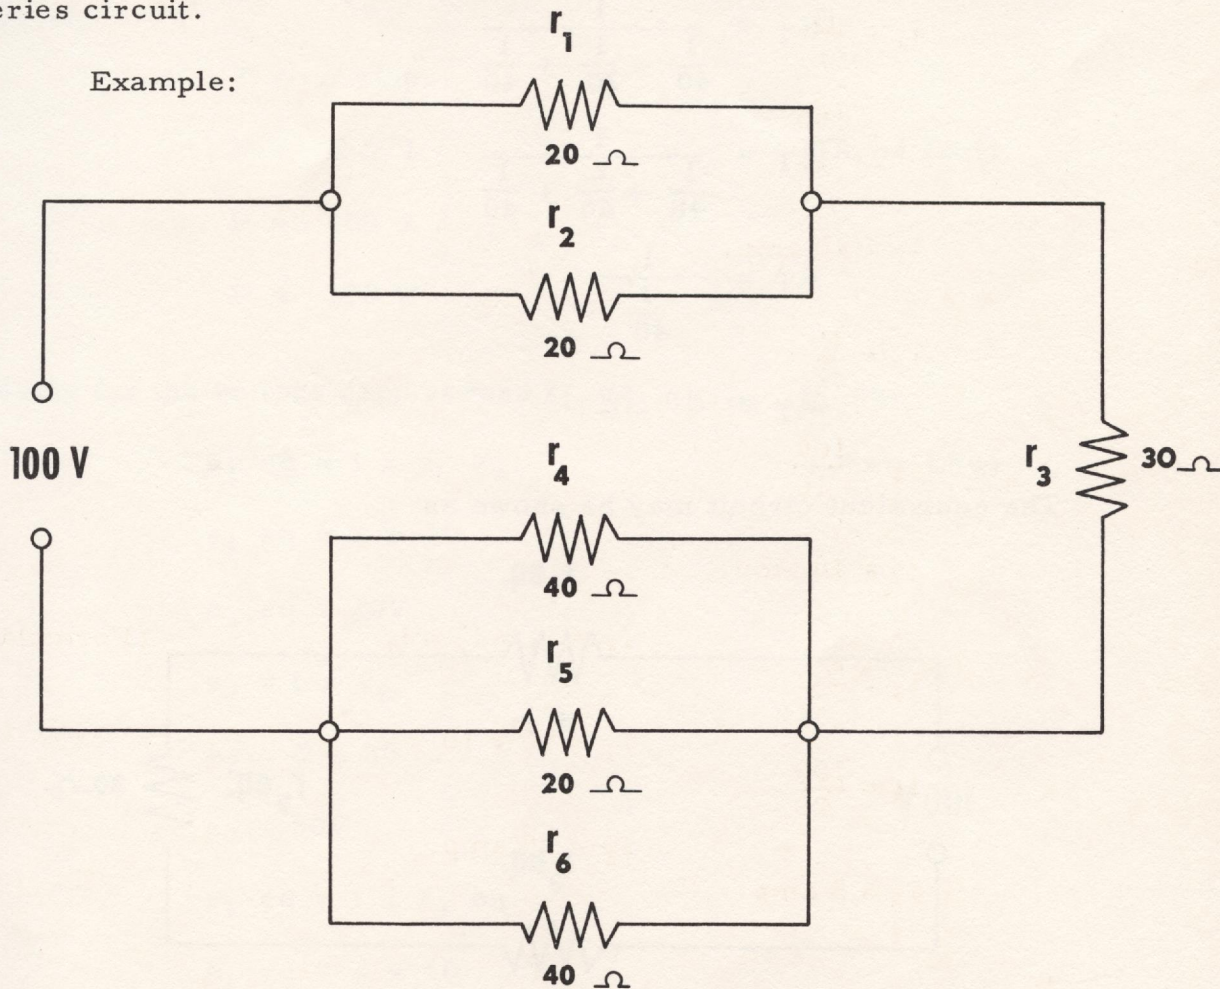 eries circuit.
Example:
r1
20 Ω
r2
20 Ω
100 V
r3 30 Ω
r4
40 Ω
r5
20 Ω
r6
40 Ω